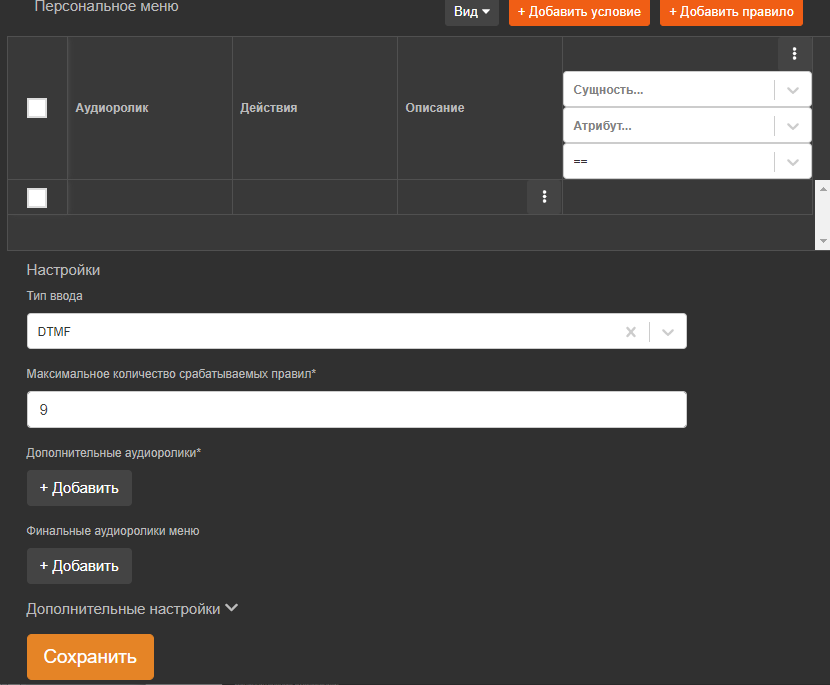 Персональное меню
Вид
+ Добавить условие
+ Добавить правило
Аудиоролик
Действия
Описание
Сущность...
Атрибут...
==
Настройки
Тип ввода
DTMF
Максимальное количество срабатываемых правил*
9
Дополнительные аудиоролики*
+ Добавить
Финальные аудиоролики меню
+ Добавить
Дополнительные настройки
Сохранить